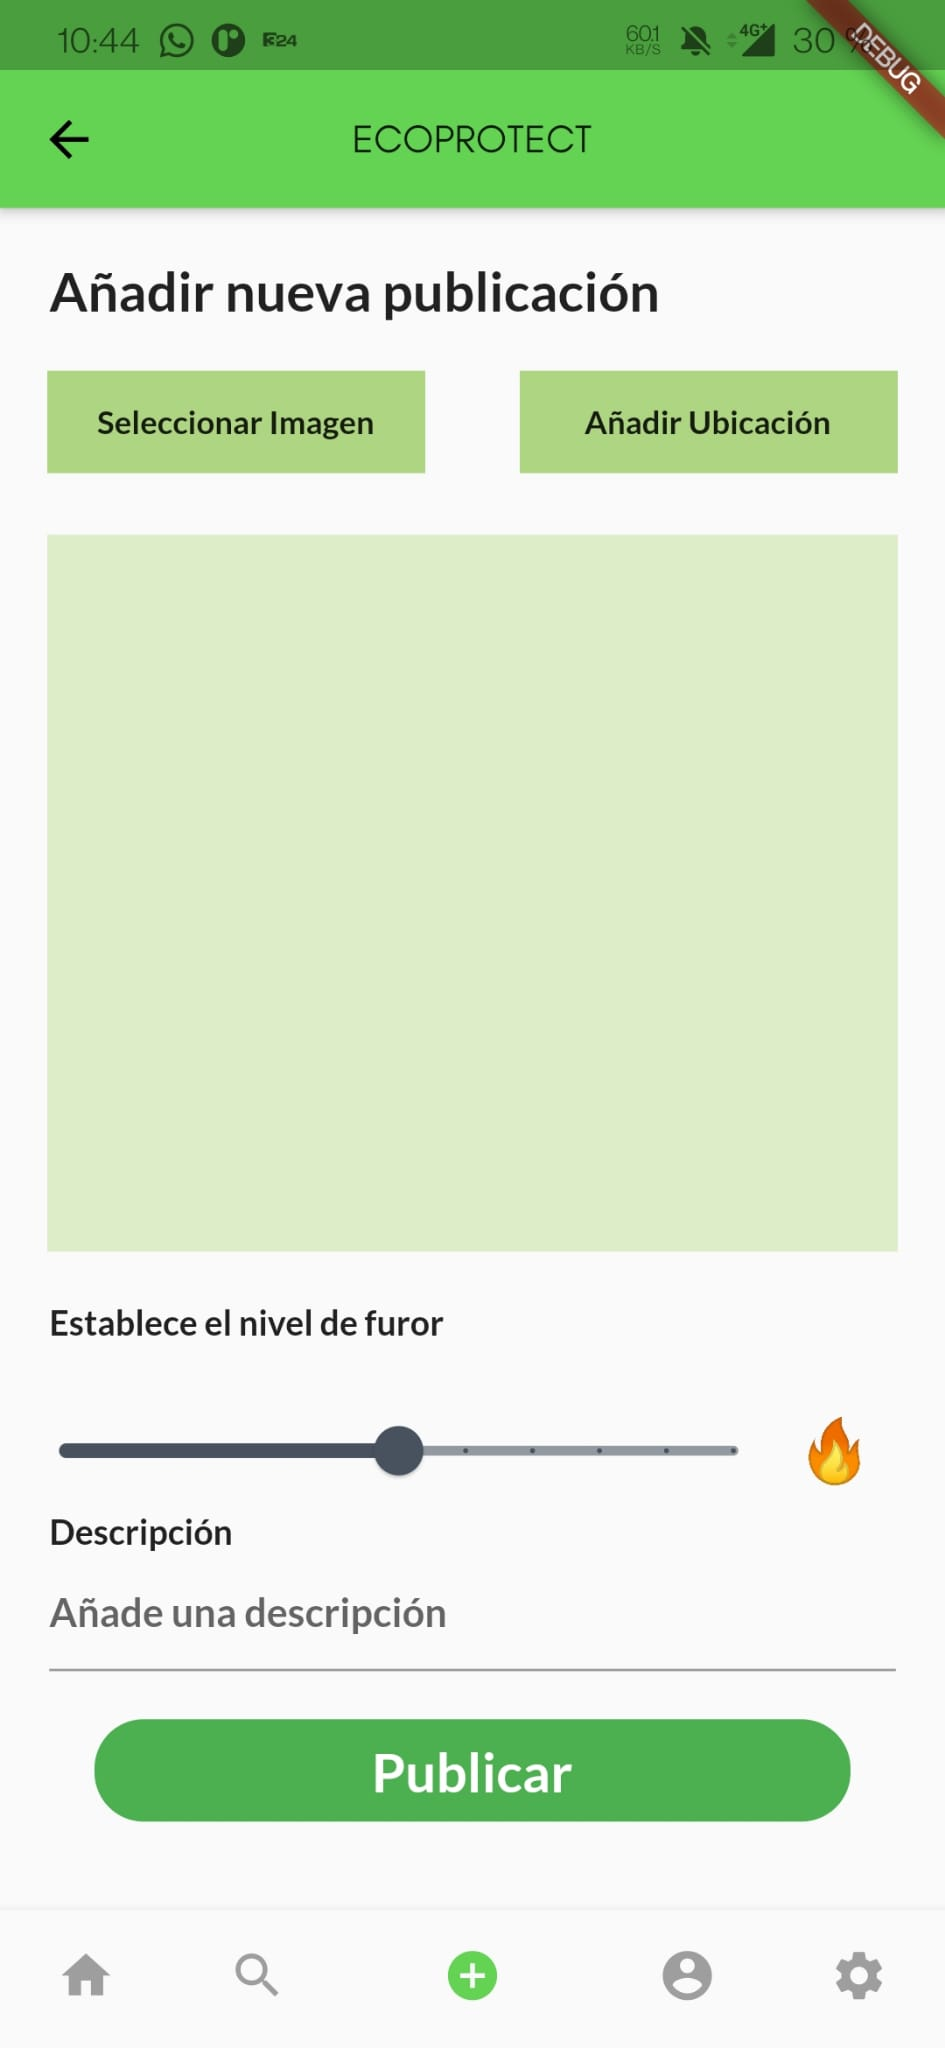 10:44 E24 60.1 KB/S 4G+ 30 %
DEBUG
ECOPROTECT
Añadir nueva publicación
Seleccionar Imagen Añadir Ubicación
Establece el nivel de furor
Descripción
Añade una descripción
Publicar